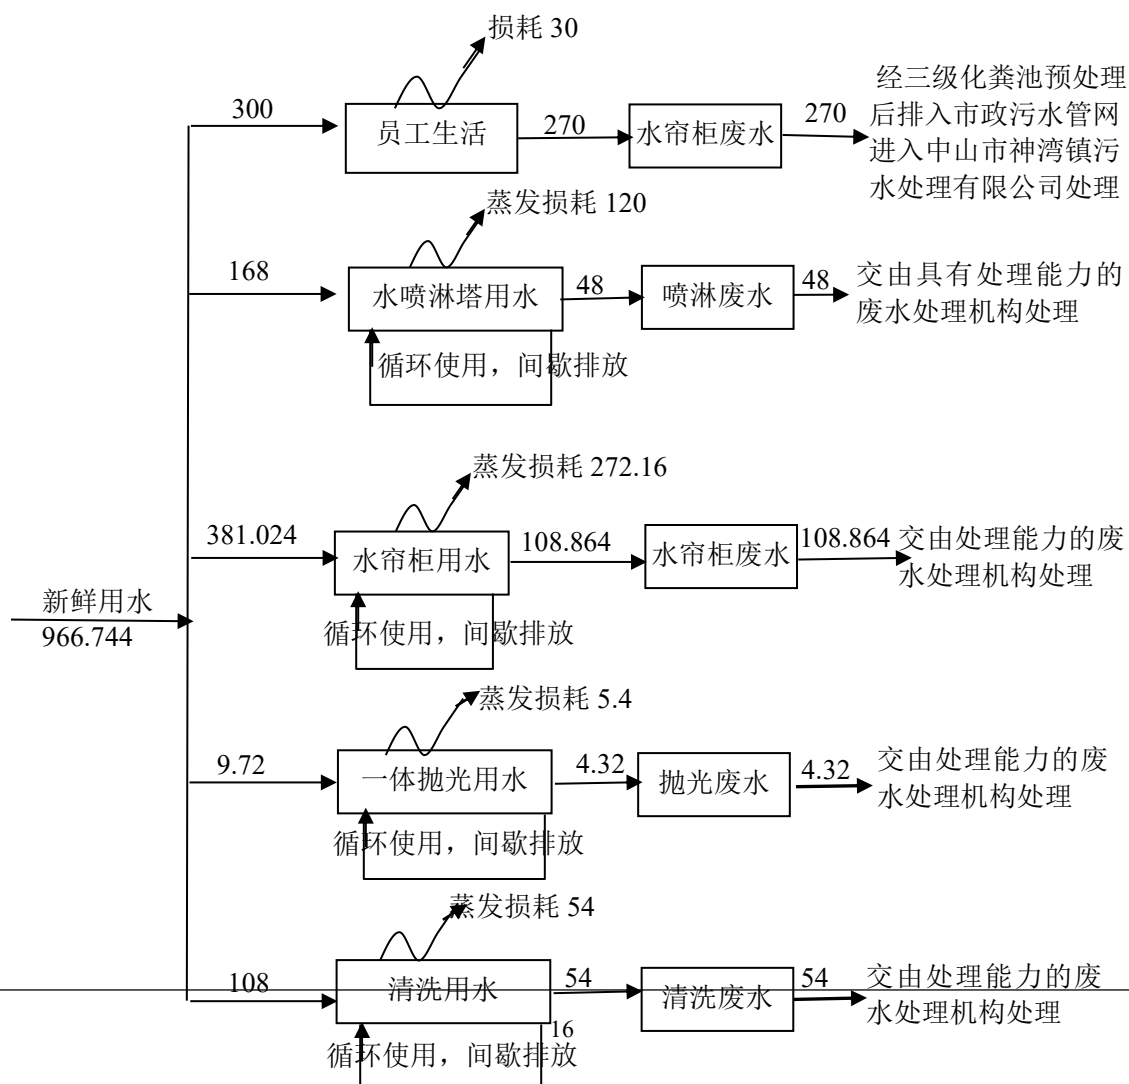 损耗 30
300
员工生活
270
水帘柜废水
270
经三级化粪池预处理
后排入市政污水管网
进入中山市神湾镇污
水处理有限公司处理
蒸发损耗 120
168
水喷淋塔用水
48
喷淋废水
48
交由具有处理能力的
废水处理机构处理
循环使用，间歇排放
蒸发损耗 272.16
381.024
水帘柜用水
108.864
水帘柜废水
108.864
交由处理能力的废
水处理机构处理
新鲜用水
966.744
循环使用，间歇排放
蒸发损耗 5.4
9.72
一体抛光用水
4.32
抛光废水
4.32
交由处理能力的废
水处理机构处理
循环使用，间歇排放
蒸发损耗 54
108
清洗用水
54
清洗废水
54
交由处理能力的废
水处理机构处理
16
循环使用，间歇排放